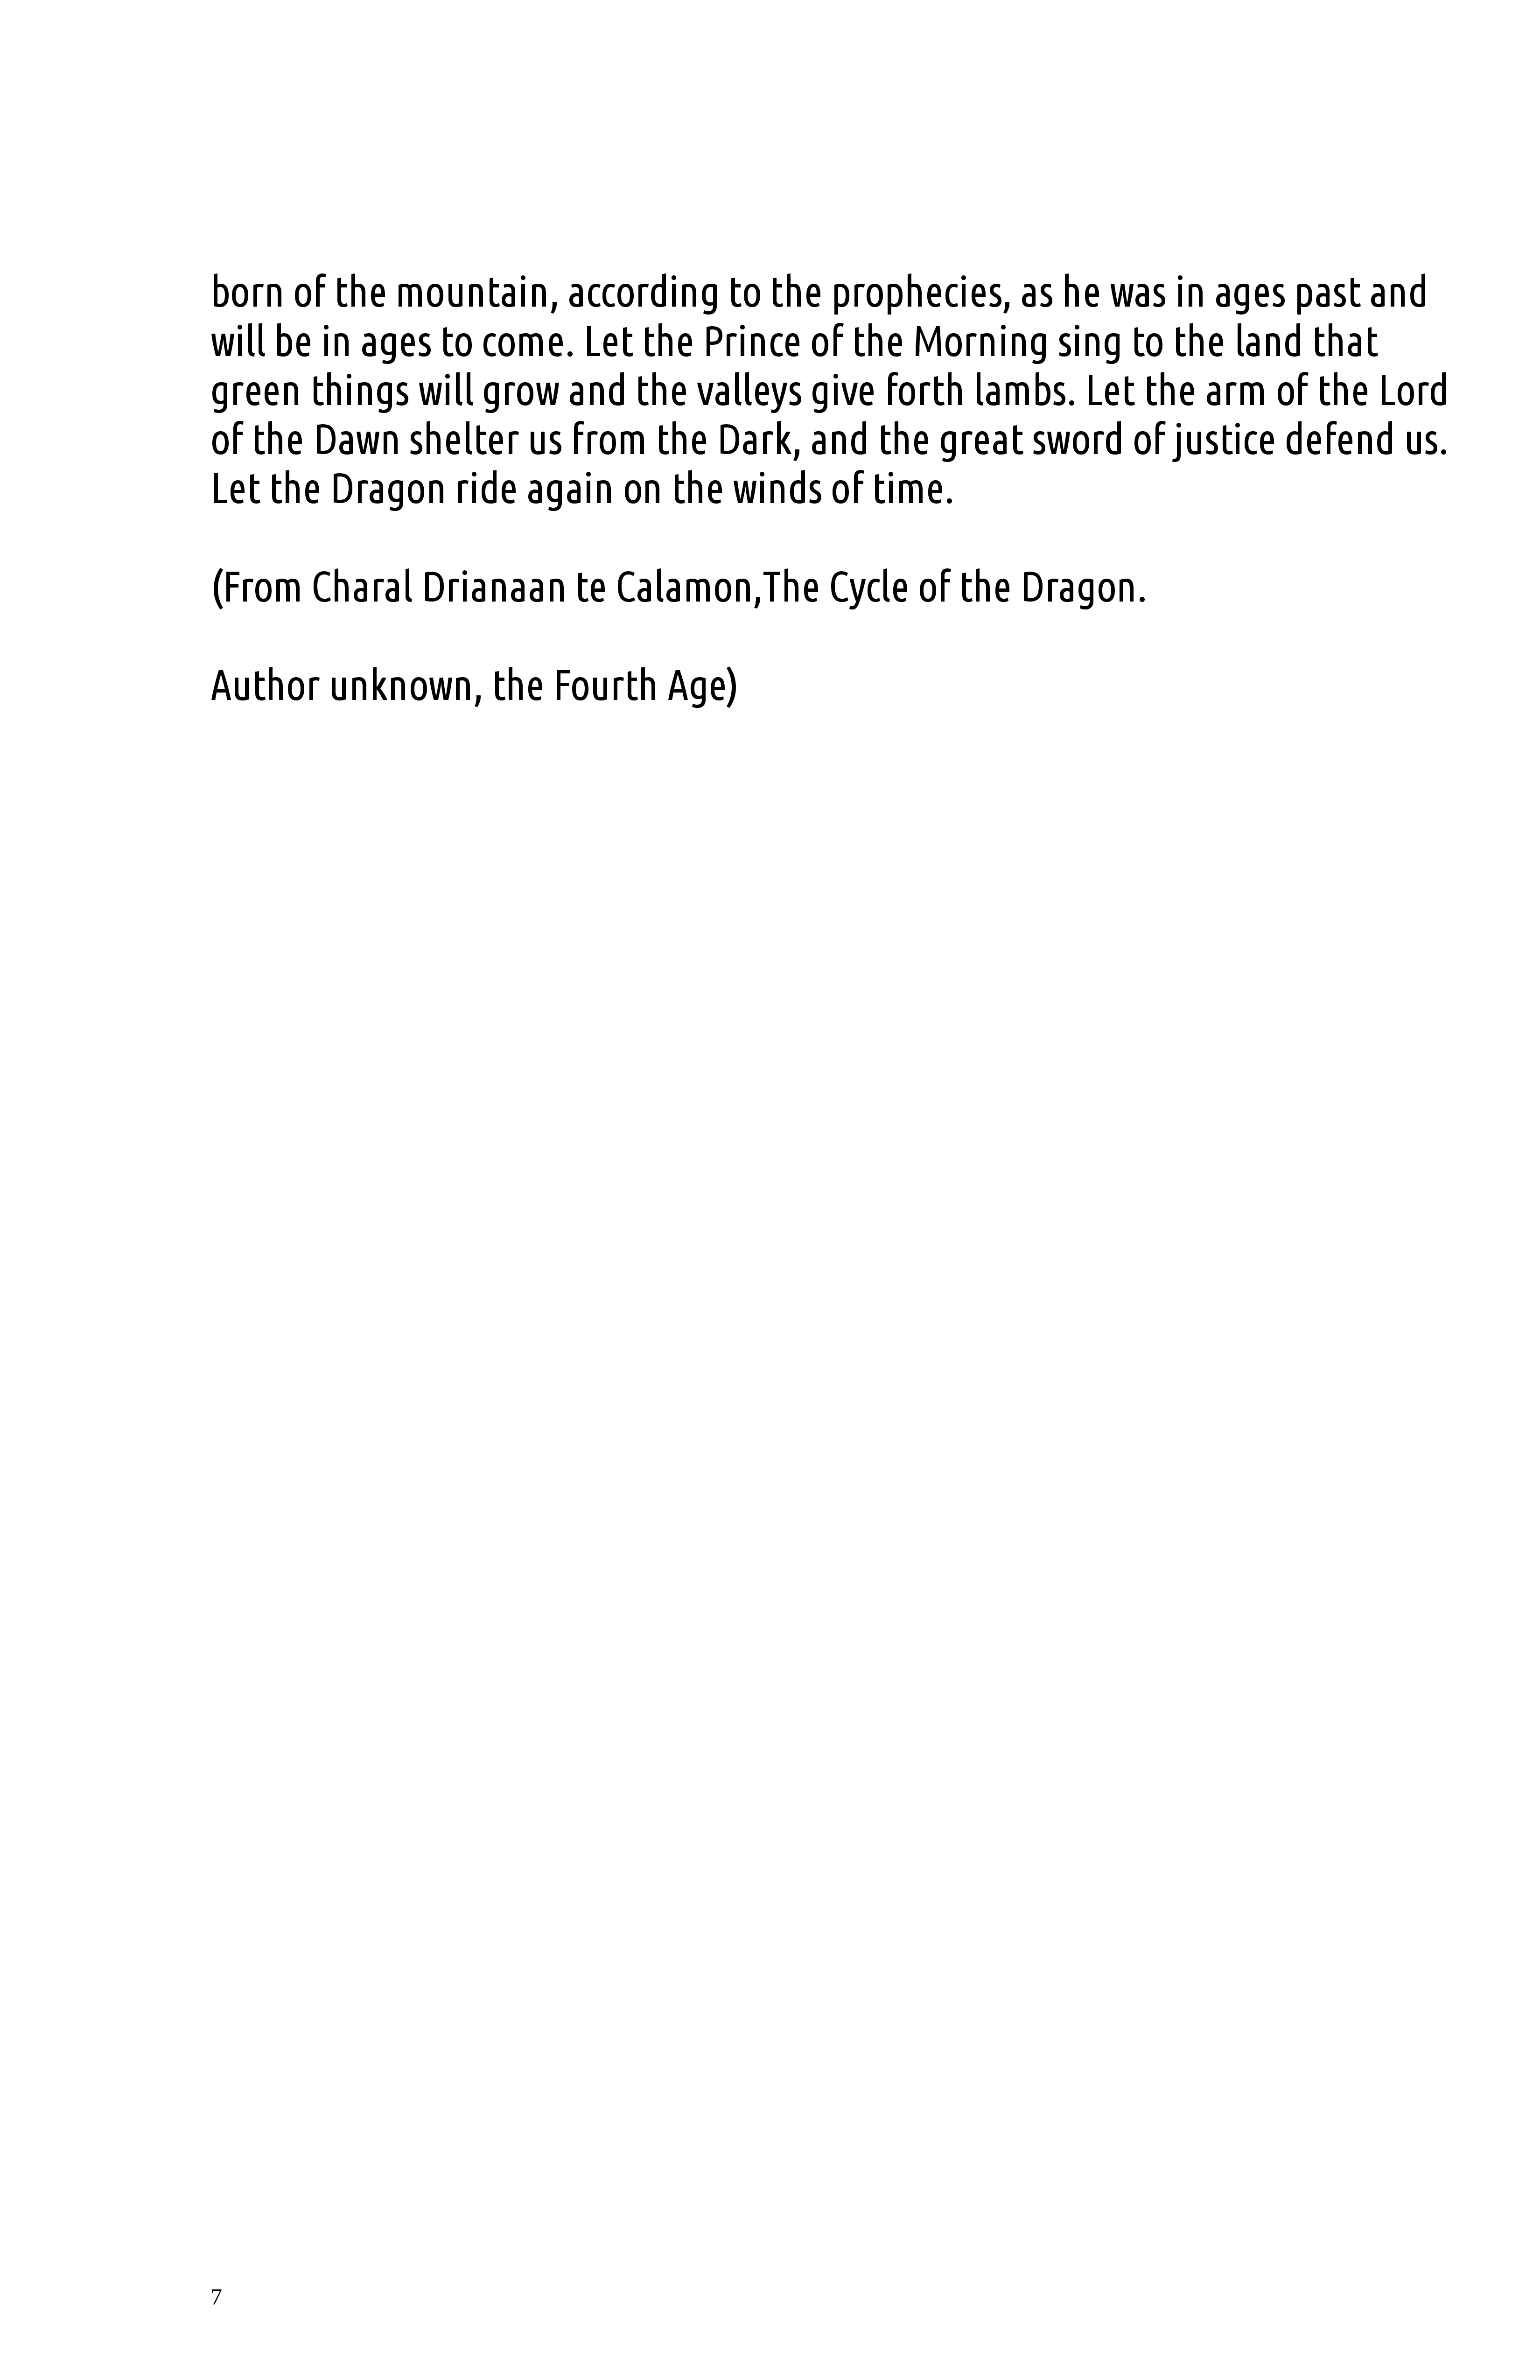 born of the mountain, according to the prophecies, as he was in ages past and
will be in ages to come. Let the Prince of the Morning sing to the land that
green things will grow and the valleys give forth lambs. Let the arm of the Lord
of the Dawn shelter us from the Dark, and the great sword of justice defend us.
Let the Dragon ride again on the winds of time.
(From Charal Drianaan te Calamon,The Cycle of the Dragon.
Author unknown, the Fourth Age)
7